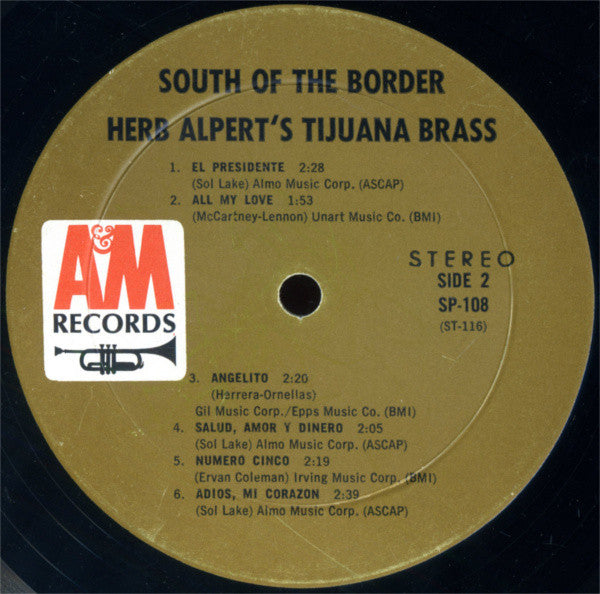 SOUTH OF THE BORDER
HERB ALPERT'S TIJUANA BRASS
1. EL PRESIDENTE 2:28
(Sol Lake) Almo Music Corp. (ASCAP)
2. ALL MY LOVE 1:53
(McCartney-Lennon) Unart Music Co. (BMI)
A&M
RECORDS
STEREO
SIDE 2
SP-108
(ST-116)
3. ANGELITO 2:20
(Herrera-Ornellas)
Gil Music Corp./Epps Music Co. (BMI)
4. SALUD, AMOR Y DINERO 2:05
(Sol Lake) Almo Music Corp. (ASCAP)
5. NUMERO CINCO 2:19
(Ervan Coleman) Irving Music Corp. (BMI)
6. ADIOS, MI CORAZON 2:39
(Sol Lake) Almo Music Corp. (ASCAP)